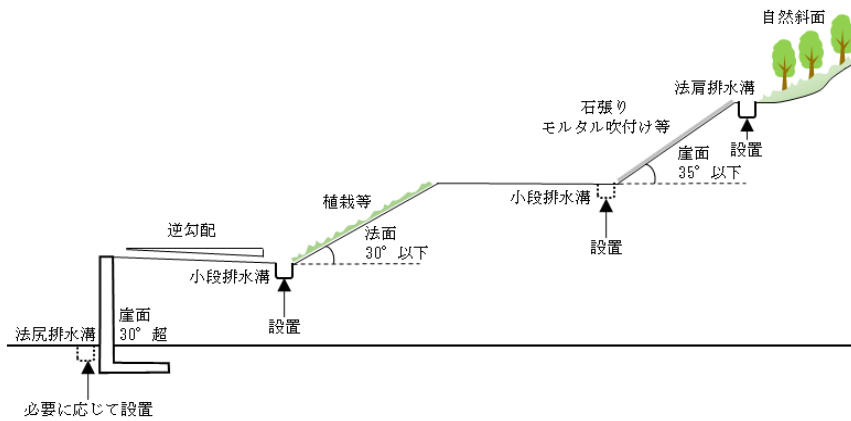 自然斜面
法肩排水溝
石張り
モルタル吹付け等
設置
崖面
35° 以下
小段排水溝
設置
植栽等
法面
30° 以下
逆勾配
小段排水溝
設置
崖面
30° 超
法尻排水溝
必要に応じて設置